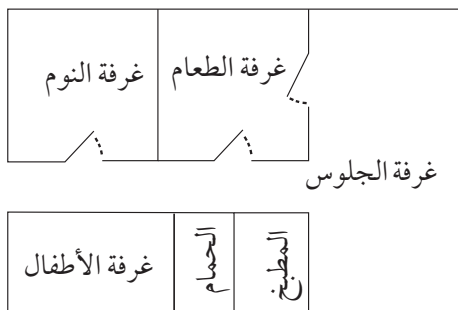 غرفة الطعام
غرفة النوم
غرفة الجلوس
المطبخ
الحمام
غرفة الأطفال